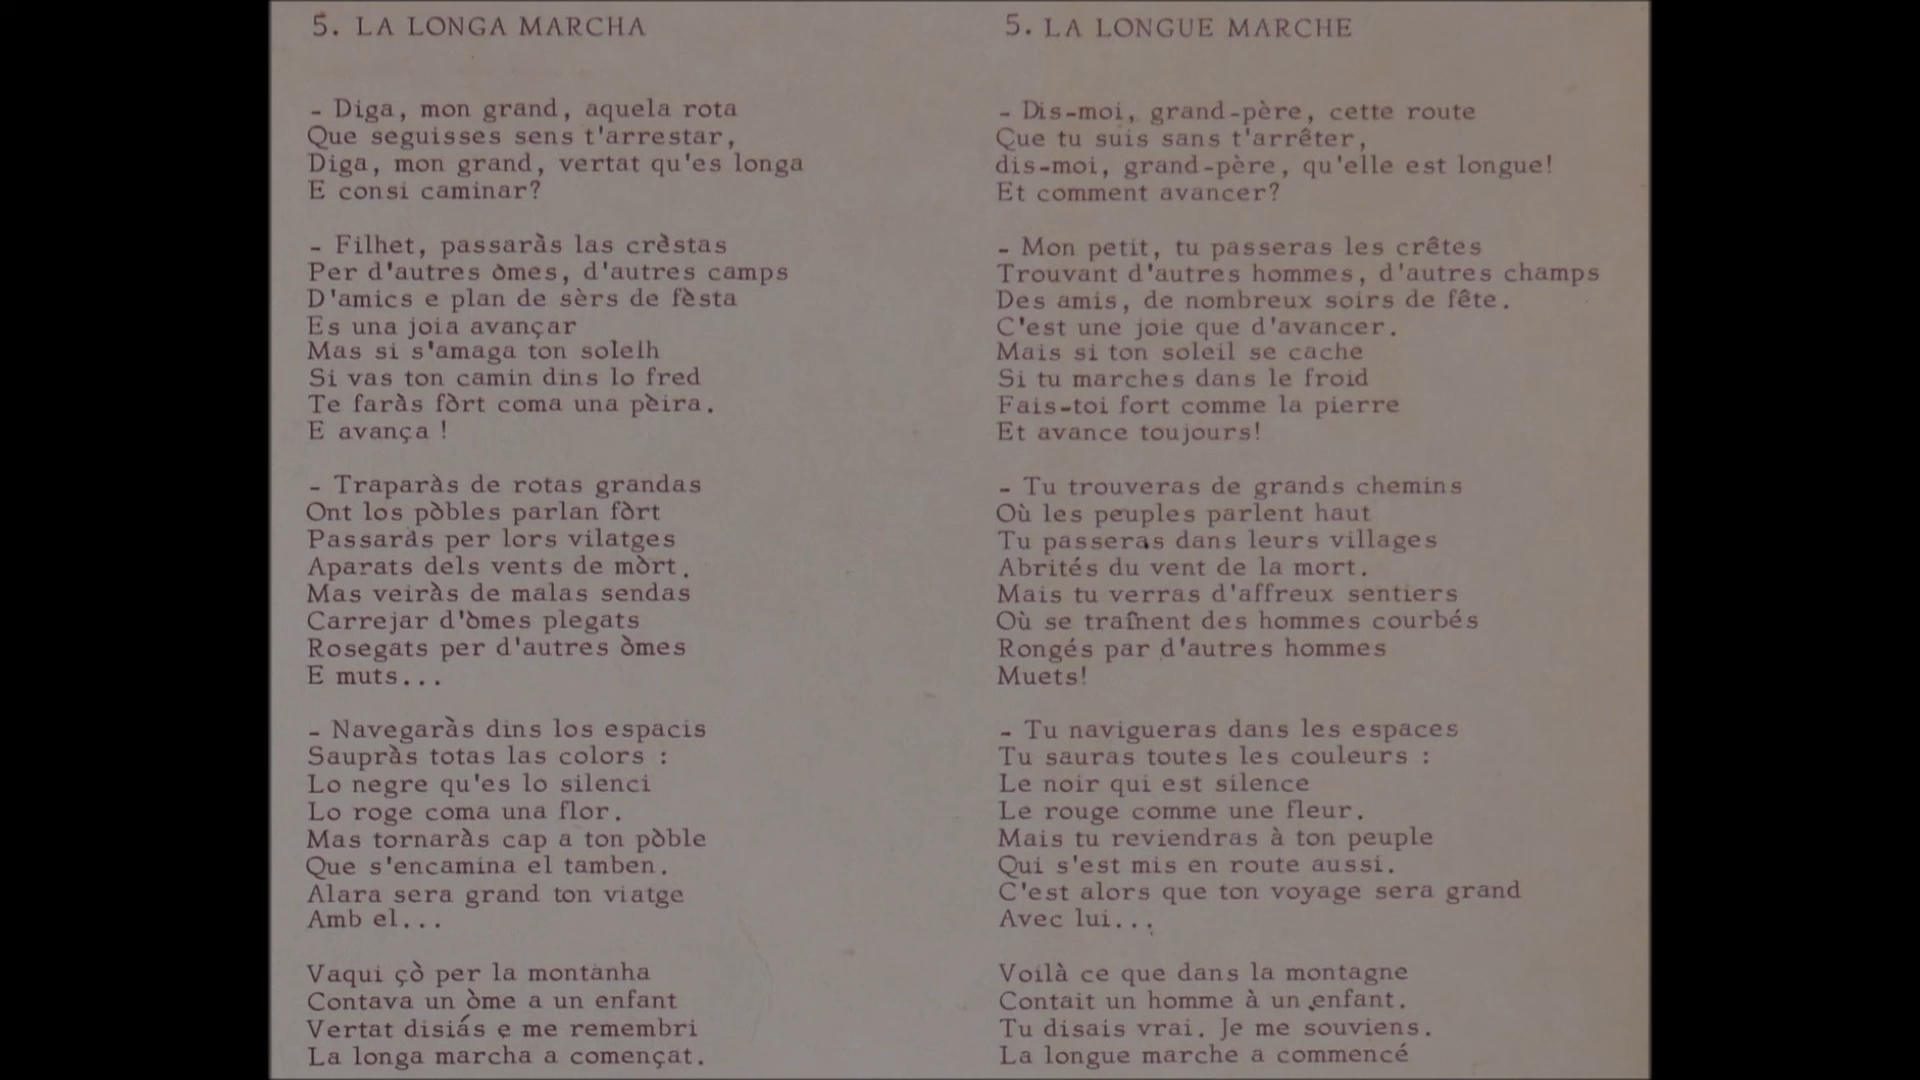 5. LA LONGA MARCHA
- Diga, mon grand, aquela rota
Que seguisses sens t'arrestar,
Diga, mon grand, vertat qu'es longa
E consi caminar?
- Filhet, passaràs las crèstas
Per d'autres òmes, d'autres camps
D'amics e plan de sèrs de fèsta
Es una joia avançar
Mas si s'amaga ton solelh
Si vas ton camin dins lo fred
Te faràs fòrt coma una pèira.
E avança !
- Traparàs de rotas grandas
Ont los pòbles parlan fòrt
Passaràs per lors vilatges
Aparats dels vents de mòrt.
Mas veiràs de malas sendas
Carrejar d'òmes plegats
Rosegats per d'autres òmes
E muts...
- Navegaràs dins los espacis
Saupràs totas las colors :
Lo negre qu'es lo silenci
Lo roge coma una flor.
Mas tornaràs cap a ton pòble
Que s'encamina el tamben.
Alara sera grand ton viatge
Amb el...
Vaqui çò per la montanha
Contava un òme a un enfant
Vertat disiás e me remembri
La longa marcha a començat.
5. LA LONGUE MARCHE
- Dis-moi, grand-père, cette route
Que tu suis sans t'arrêter,
dis-moi, grand-père, qu'elle est longue!
Et comment avancer?
- Mon petit, tu passeras les crêtes
Trouvant d'autres hommes, d'autres champs
Des amis, de nombreux soirs de fête.
C'est une joie que d'avancer.
Mais si ton soleil se cache
Si tu marches dans le froid
Fais-toi fort comme la pierre
Et avance toujours!
- Tu trouveras de grands chemins
Où les peuples parlent haut
Tu passeras dans leurs villages
Abrités du vent de la mort.
Mais tu verras d'affreux sentiers
Où se traînent des hommes courbés
Rongés par d'autres hommes
Muets!
- Tu navigueras dans les espaces
Tu sauras toutes les couleurs :
Le noir qui est silence
Le rouge comme une fleur.
Mais tu reviendras à ton peuple
Qui s'est mis en route aussi.
C'est alors que ton voyage sera grand
Avec lui...
Voilà ce que dans la montagne
Contait un homme à un enfant.
Tu disais vrai. Je me souviens.
La longue marche a commencé